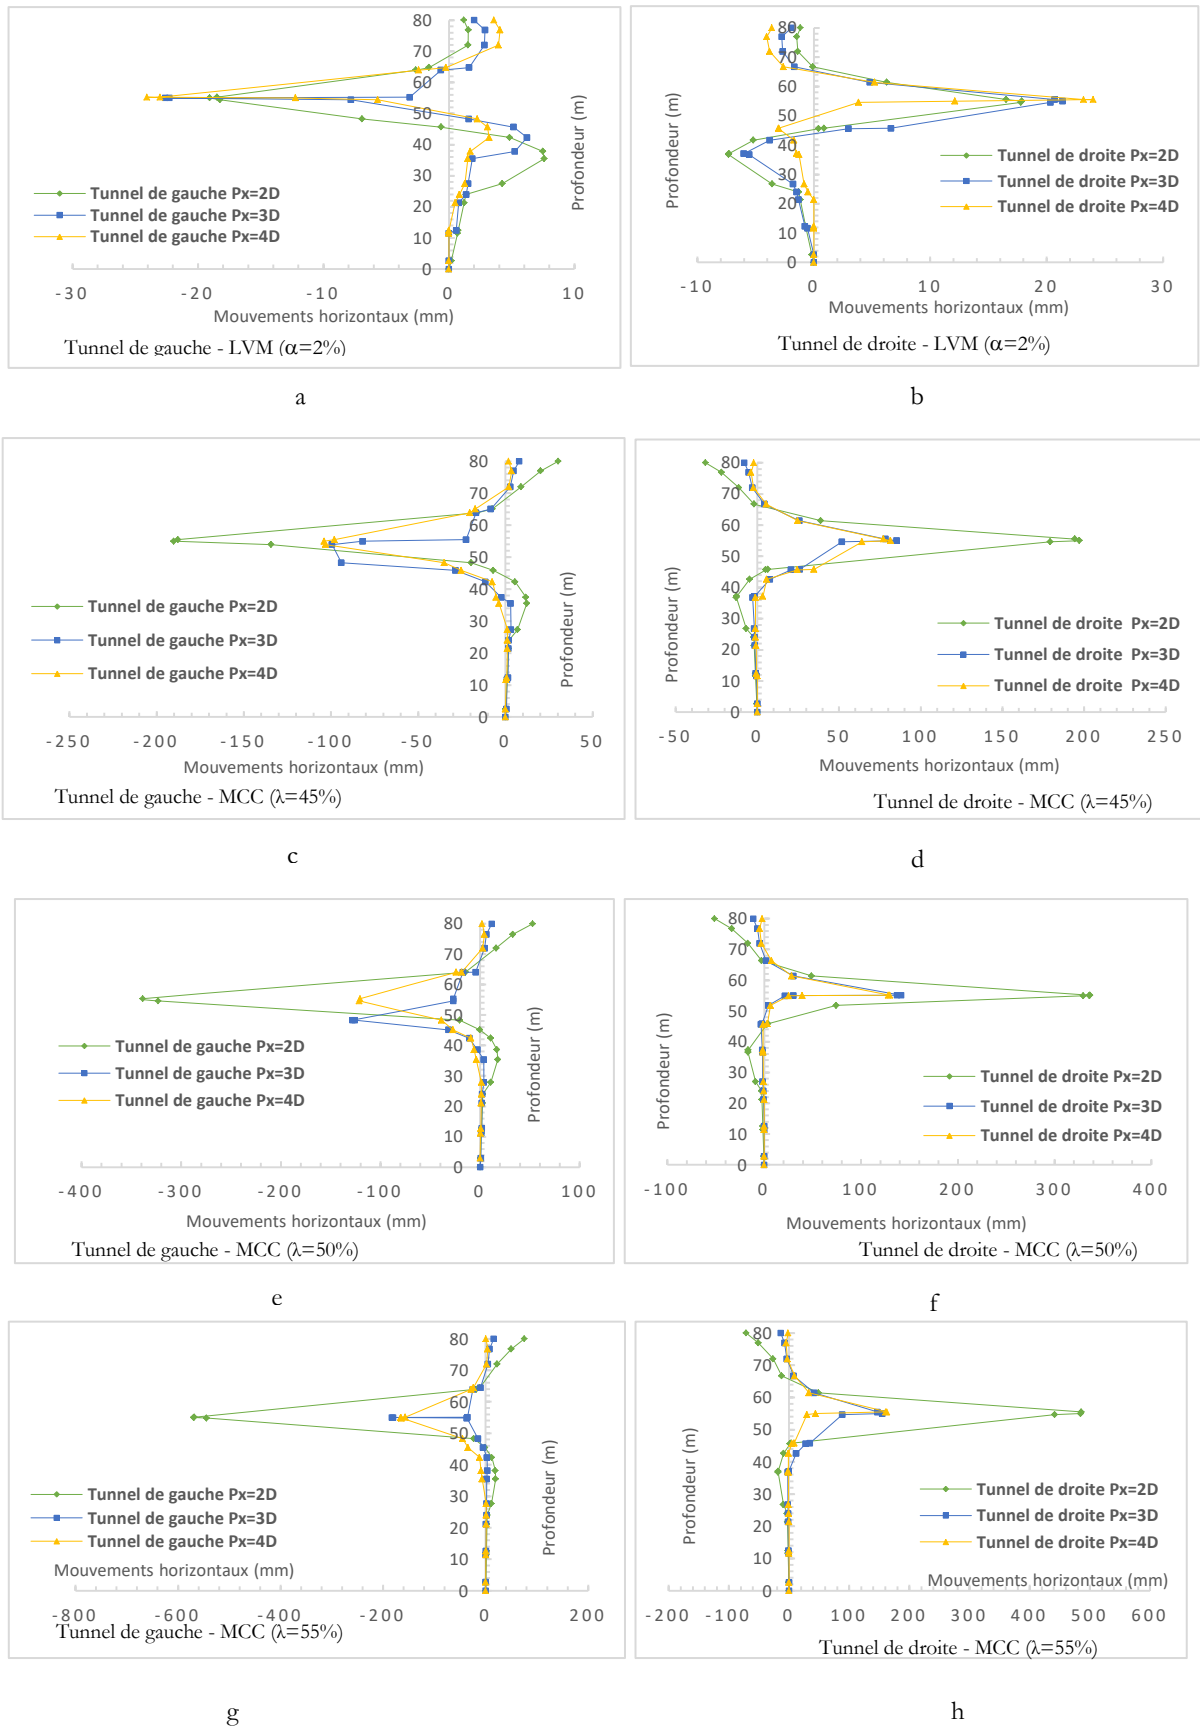 80
70
60
50
40
30
20
10
0
Profondeur (m)
Tunnel de gauche Px=2D
Tunnel de gauche Px=3D
Tunnel de gauche Px=4D
-30 -20 -10 0 10
Mouvements horizontaux (mm)
Tunnel de gauche - LVM (α=2%)
a
80
70
60
50
40
30
20
10
0
Profondeur (m)
Tunnel de droite Px=2D
Tunnel de droite Px=3D
Tunnel de droite Px=4D
-10 0 10 20 30
Mouvements horizontaux (mm)
Tunnel de droite - LVM (α=2%)
b
80
70
60
50
40
30
20
10
0
Profondeur (m)
Tunnel de gauche Px=2D
Tunnel de gauche Px=3D
Tunnel de gauche Px=4D
-250 -200 -150 -100 -50 0 50
Mouvements horizontaux (mm)
Tunnel de gauche - MCC (λ=45%)
c
80
70
60
50
40
30
20
10
0
Profondeur (m)
Tunnel de droite Px=2D
Tunnel de droite Px=3D
Tunnel de droite Px=4D
-50 0 50 100 150 200 250
Mouvements horizontaux (mm)
Tunnel de droite - MCC (λ=45%)
d
80
70
60
50
40
30
20
10
0
Profondeur (m)
Tunnel de gauche Px=2D
Tunnel de gauche Px=3D
Tunnel de gauche Px=4D
-400 -300 -200 -100 0 100
Mouvements horizontaux (mm)
Tunnel de gauche - MCC (λ=50%)
e
80
70
60
50
40
30
20
10
0
Profondeur (m)
Tunnel de droite Px=2D
Tunnel de droite Px=3D
Tunnel de droite Px=4D
-100 0 100 200 300 400
Mouvements horizontaux (mm)
Tunnel de droite - MCC (λ=50%)
f
80
70
60
50
40
30
20
10
0
Profondeur (m)
Tunnel de gauche Px=2D
Tunnel de gauche Px=3D
Tunnel de gauche Px=4D
Mouvements horizontaux (mm)
-800 -600 -400 -200 0 200
Tunnel de gauche - MCC (λ=55%)
g
80
70
60
50
40
30
20
10
0
Profondeur (m)
Tunnel de droite Px=2D
Tunnel de droite Px=3D
Tunnel de droite Px=4D
Mouvements horizontaux (mm)
-200 -100 0 100 200 300 400 500 600
Tunnel de droite - MCC (λ=55%)
h